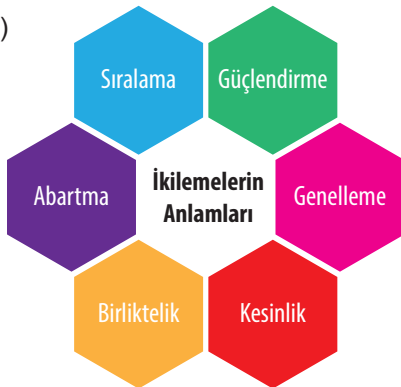 )
Sıralama
Güçlendirme
Abartma
İkilemelerin
Anlamları
Genelleme
Birliktelik
Kesinlik